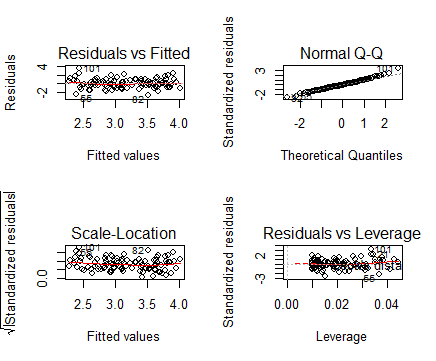 Residuals vs Fitted
Residuals
4
-2
101
82
2.5 3.0 3.5 4.0
Fitted values
Normal Q-Q
Standardized residuals
3
-2
101
-2 0 1 2
Theoretical Quantiles
Scale-Location
√|Standardized residuals|
0.0
101
82
2.5 3.0 3.5 4.0
Fitted values
Residuals vs Leverage
Standardized residuals
2
-3
101
0.00 0.02 0.04
Leverage